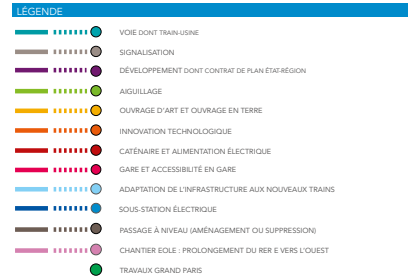 LÉGENDE
VOIE DONT TRAIN-USINE
SIGNALISATION
DÉVELOPPEMENT DONT CONTRAT DE PLAN ÉTAT-RÉGION
AIGUILLAGE
OUVRAGE D'ART ET OUVRAGE EN TERRE
INNOVATION TECHNOLOGIQUE
CATÉNAIRE ET ALIMENTATION ÉLECTRIQUE
GARE ET ACCESSIBILITÉ EN GARE
ADAPTATION DE L'INFRASTRUCTURE AUX NOUVEAUX TRAINS
SOUS-STATION ÉLECTRIQUE
PASSAGE À NIVEAU (AMÉNAGEMENT OU SUPPRESSION)
CHANTIER EOLE : PROLONGEMENT DU RER E VERS L'OUEST
TRAVAUX GRAND PARIS